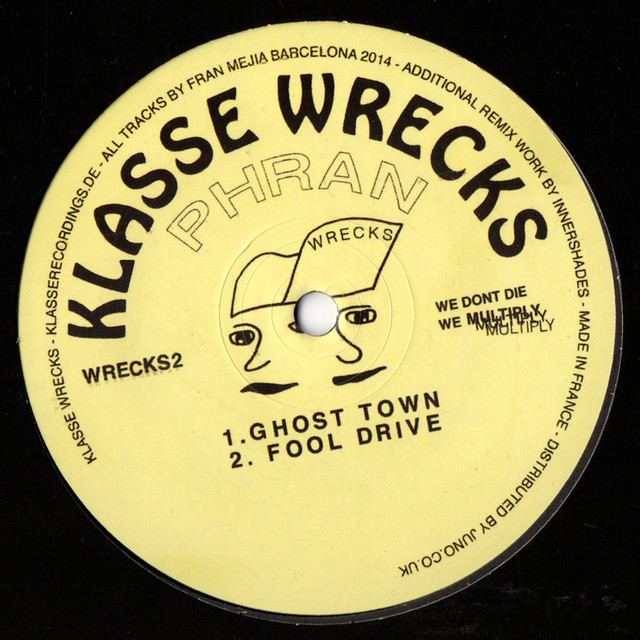 KLASSE WRECKS - KLASSERECORDINGS.DE - ALL TRACKS BY FRAN MEJIA BARCELONA 2014 - ADDITIONAL REMIX WORK BY INNERSHADES - MADE IN FRANCE - DISTRIBUTED BY JUNO.CO.UK
KLASSE WRECKS
PHRAN
WRECKS
WE DONT DIE
WE MULTIPLY
MULTIPLY
MULTIPLY
WRECKS2
1.GHOST TOWN
2. FOOL DRIVE